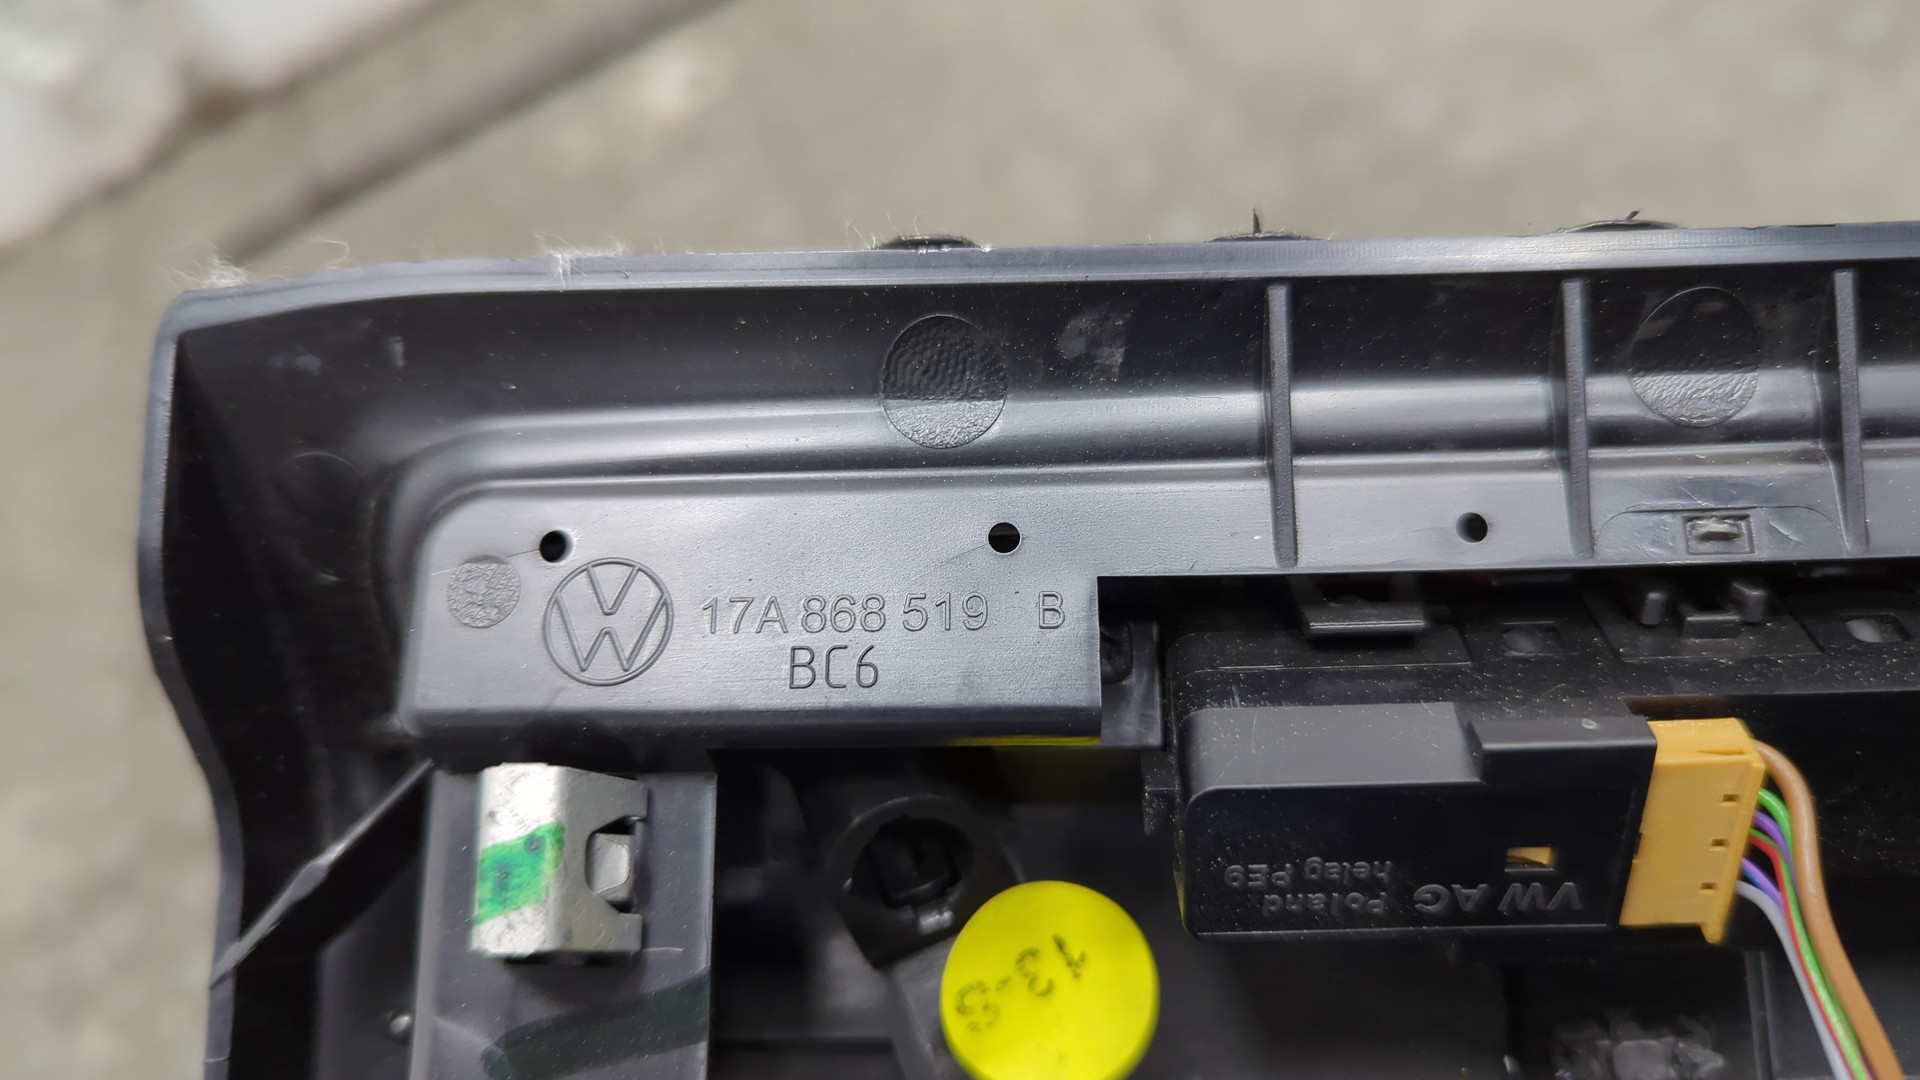 17A 868 519 B
BC6
VW AG Poland
helag PE9